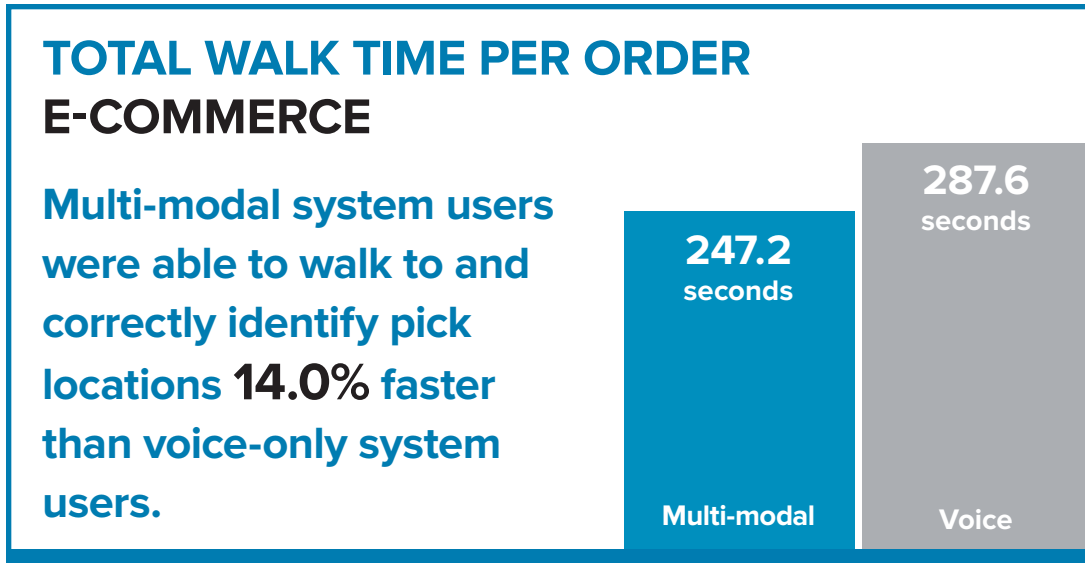 TOTAL WALK TIME PER ORDER
E-COMMERCE
Multi-modal system users
were able to walk to and
correctly identify pick
locations 14.0% faster
than voice-only system
users.
247.2
seconds
Multi-modal
287.6
seconds
Voice